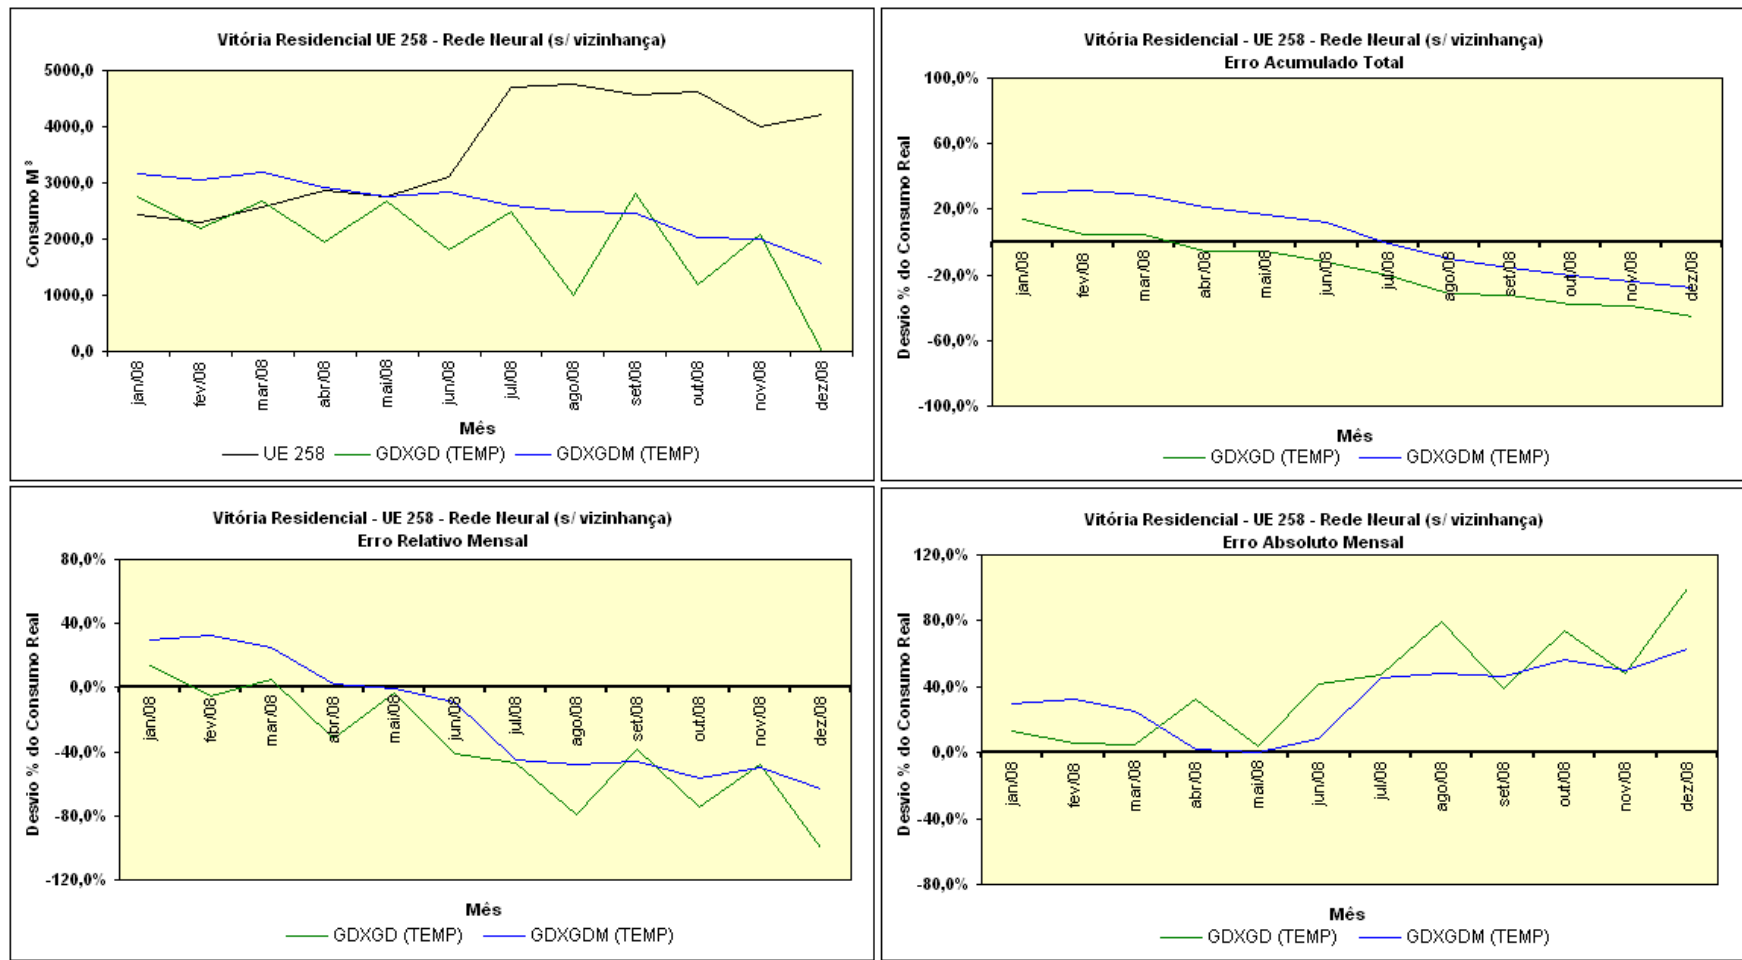 Vitória Residencial UE 258 - Rede Neural (s/ vizinhança)
Consumo M³
5000,0
4000,0
3000,0
2000,0
1000,0
0,0
jan/08
fev/08
mar/08
abr/08
mai/08
jun/08
jul/08
ago/08
set/08
out/08
nov/08
dez/08
Mês
UE 258 GDXGD (TEMP) GDXGDM (TEMP)
Vitória Residencial - UE 258 - Rede Neural (s/ vizinhança)
Erro Acumulado Total
Desvio % do Consumo Real
100,0%
60,0%
20,0%
-20,0%
-60,0%
-100,0%
jan/08
fev/08
mar/08
abr/08
mai/08
jun/08
jul/08
ago/08
set/08
out/08
nov/08
dez/08
Mês
GDXGD (TEMP) GDXGDM (TEMP)
Vitória Residencial - UE 258 - Rede Neural (s/ vizinhança)
Erro Relativo Mensal
Desvio % do Consumo Real
80,0%
40,0%
0,0%
-40,0%
-80,0%
-120,0%
jan/08
fev/08
mar/08
abr/08
mai/08
jun/08
jul/08
ago/08
set/08
out/08
nov/08
dez/08
Mês
GDXGD (TEMP) GDXGDM (TEMP)
Vitória Residencial - UE 258 - Rede Neural (s/ vizinhança)
Erro Absoluto Mensal
Desvio % do Consumo Real
120,0%
80,0%
40,0%
0,0%
-40,0%
-80,0%
jan/08
fev/08
mar/08
abr/08
mai/08
jun/08
jul/08
ago/08
set/08
out/08
nov/08
dez/08
Mês
GDXGD (TEMP) GDXGDM (TEMP)